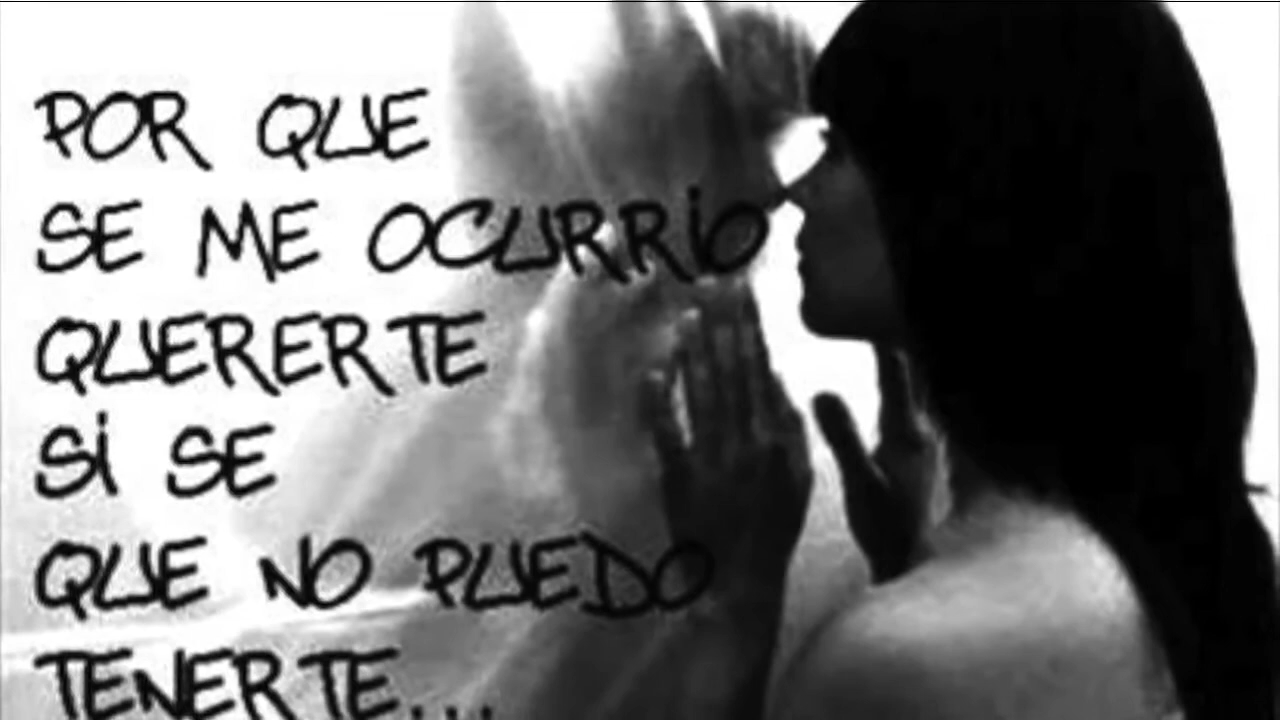 POR QUE
SE ME OCURRIO
QUERERTE
SI SE
QUE NO PUEDO
TENERTE...